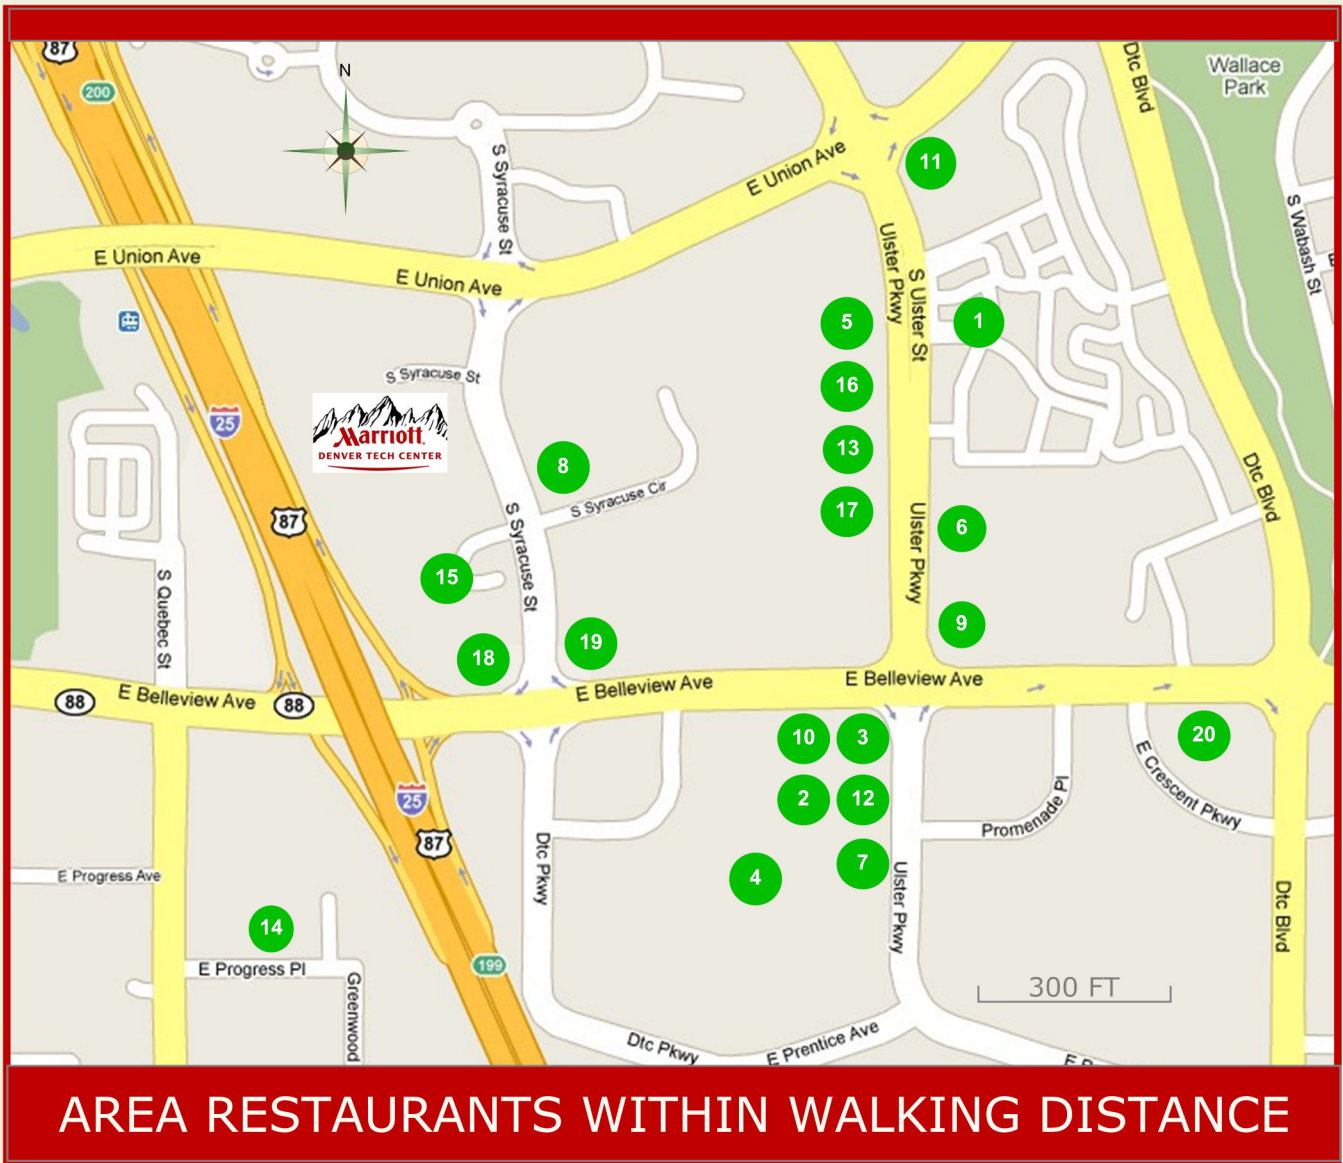 87
200
N
Wallace
Park
Dtc Blvd
S Syracuse St
E Union Ave
11
S Wabash St
E Union Ave
E Union Ave
Ulster Pkwy
S Ulster St
5
1
S Syracuse St
16
25
Marriott
DENVER TECH CENTER
13
8
Dtc Blvd
S Syracuse Cir
87
17
6
S Syracuse St
Ulster Pkwy
15
S Quebec St
9
19
18
E Belleview Ave
E Belleview Ave
E Belleview Ave
88
88
10
3
20
E Crescent Pkwy
25
2
12
Promenade Pl
87
Dtc Pkwy
4
7
Ulster Pkwy
E Progress Ave
Dtc Blvd
14
199
E Progress Pl
Greenwood
300 FT
Dtc Pkwy
E Prentice Ave
AREA RESTAURANTS WITHIN WALKING DISTANCE